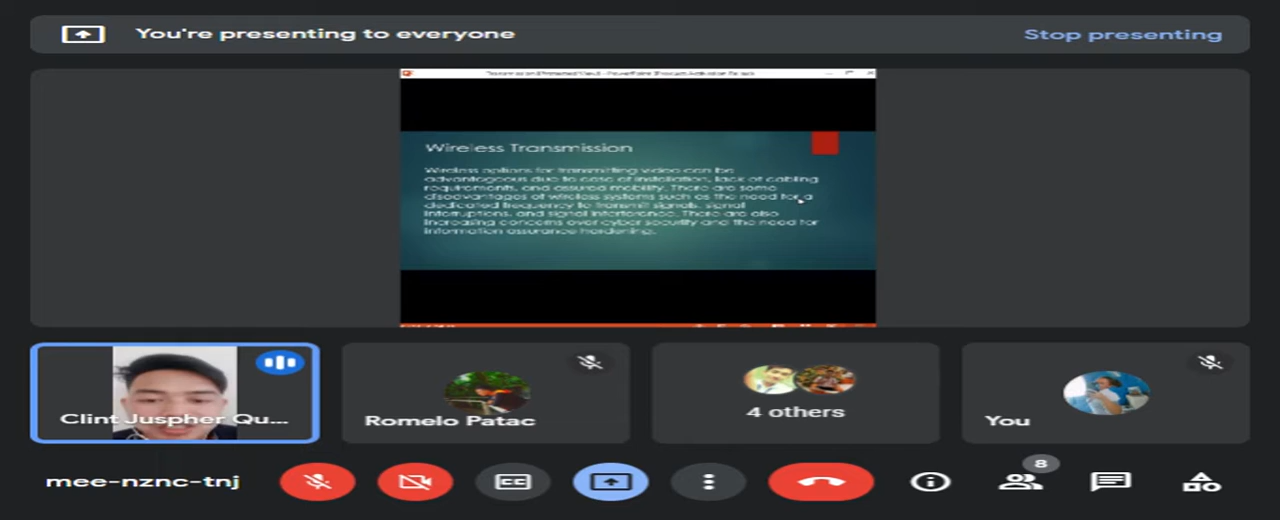 You're presenting to everyone
Stop presenting
Wireless Transmission
Wireless options for transmitting video can be
advantageous due to ease of installation, lack of cabling
requirements, and assured mobility. There are some
disadvantages of wireless systems such as the need for a
dedicated frequency to transmit signals, signal
interruptions, and signal interference. There are also
increasing concerns over cyber security and the need for
information assurance hardening.
Clint Juspher Qu...
Romelo Patac
4 others
You
mee-nznc-tnj
CC
8